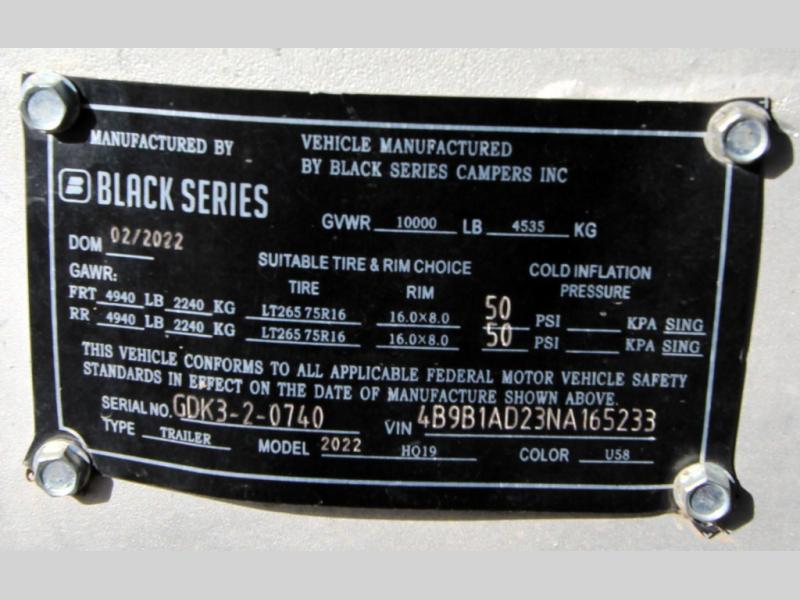 MANUFACTURED BY
VEHICLE MANUFACTURED
BY BLACK SERIES CAMPERS INC
B BLACK SERIES
GVWR 10000 LB 4535 KG
DOM 02/2022
GAWR:
SUITABLE TIRE & RIM CHOICE
COLD INFLATION
TIRE RIM PRESSURE
FRT 4940 LB 2240 KG LT265 75R16 16.0×8.0 50 PSI KPA SING
RR 4940 LB 2240 KG LT265 75R16 16.0×8.0 50 PSI KPA SING
THIS VEHICLE CONFORMS TO ALL APPLICABLE FEDERAL MOTOR VEHICLE SAFETY
STANDARDS IN EFFECT ON THE DATE OF MANUFACTURE SHOWN ABOVE.
SERIAL NO. GDK3-2-0740 VIN 4B9B1AD23NA165233
TYPE TRAILER MODEL 2022 HQ19 COLOR U58